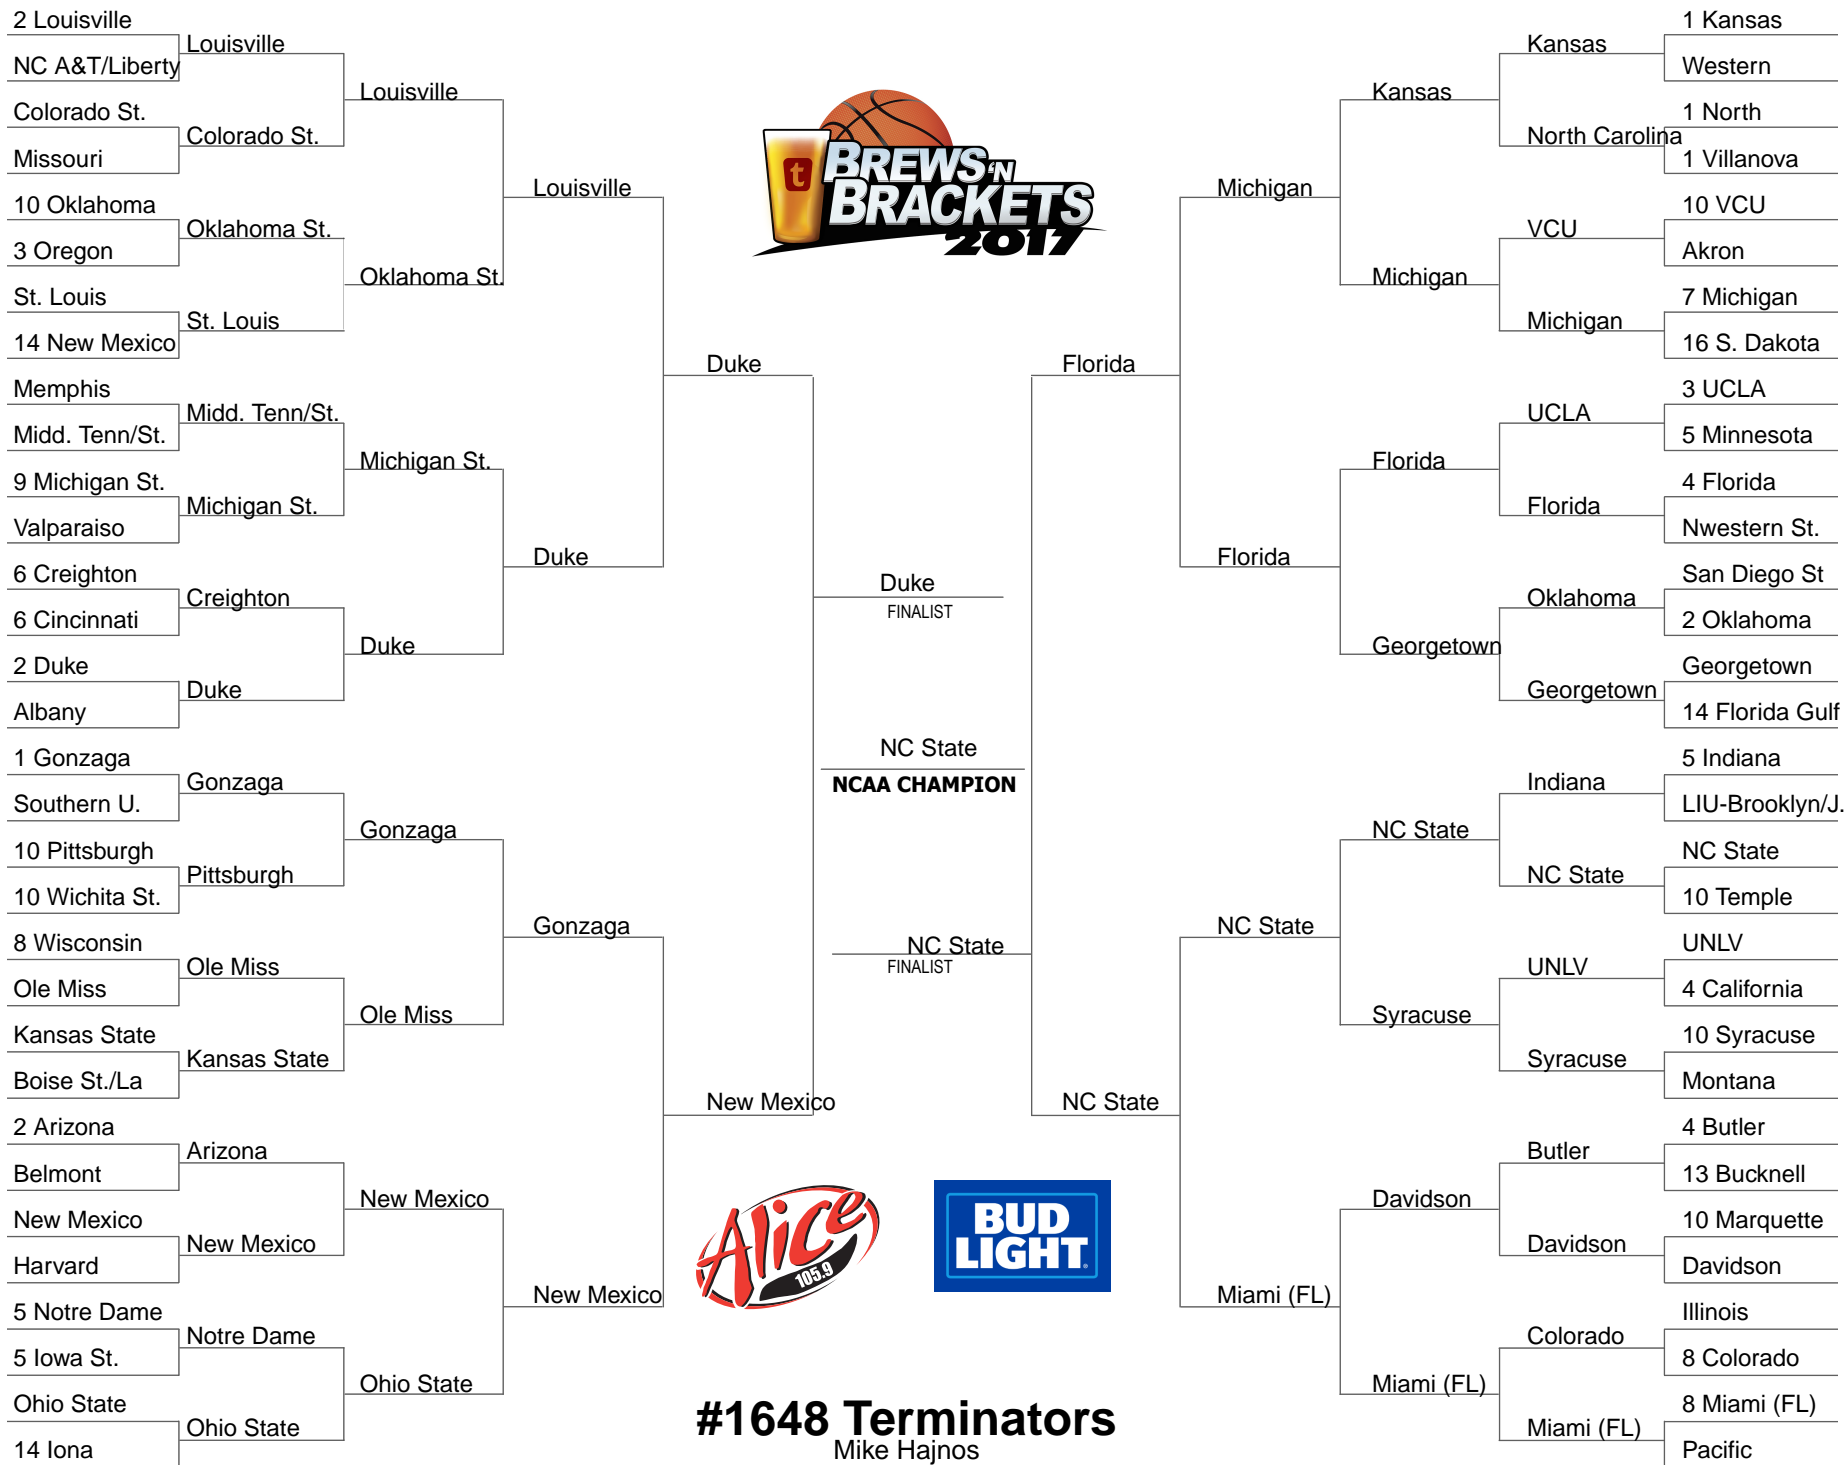 2 Louisville
NC A&T/Liberty
Colorado St.
Missouri
10 Oklahoma
3 Oregon
St. Louis
14 New Mexico
Memphis
Midd. Tenn/St.
9 Michigan St.
Valparaiso
6 Creighton
6 Cincinnati
2 Duke
Albany
1 Gonzaga
Southern U.
10 Pittsburgh
10 Wichita St.
8 Wisconsin
Ole Miss
Kansas State
Boise St./La
2 Arizona
Belmont
New Mexico
Harvard
5 Notre Dame
5 Iowa St.
Ohio State
14 Iona
Louisville
Colorado St.
Oklahoma St.
St. Louis
Midd. Tenn/St.
Michigan St.
Creighton
Duke
Gonzaga
Pittsburgh
Ole Miss
Kansas State
Arizona
New Mexico
Notre Dame
Ohio State
Louisville
Oklahoma St.
Michigan St.
Duke
Gonzaga
Ole Miss
New Mexico
Ohio State
Louisville
Duke
Gonzaga
New Mexico
Duke
New Mexico
t
BREWS 'N
BRACKETS
2017
Duke
FINALIST
NC State
NCAA CHAMPION
NC State
FINALIST
Alice
105.9
BUD
LIGHT
#1648 Terminators
Mike Hajnos
Florida
NC State
Michigan
Florida
NC State
Miami (FL)
Kansas
Michigan
Florida
Georgetown
NC State
Syracuse
Davidson
Miami (FL)
Kansas
North Carolina
VCU
Michigan
UCLA
Florida
Oklahoma
Georgetown
Indiana
NC State
UNLV
Syracuse
Butler
Davidson
Colorado
Miami (FL)
1 Kansas
Western
1 North
1 Villanova
10 VCU
Akron
7 Michigan
16 S. Dakota
3 UCLA
5 Minnesota
4 Florida
Nwestern St.
San Diego St
2 Oklahoma
Georgetown
14 Florida Gulf
5 Indiana
LIU-Brooklyn/J.
NC State
10 Temple
UNLV
4 California
10 Syracuse
Montana
4 Butler
13 Bucknell
10 Marquette
Davidson
Illinois
8 Colorado
8 Miami (FL)
Pacific